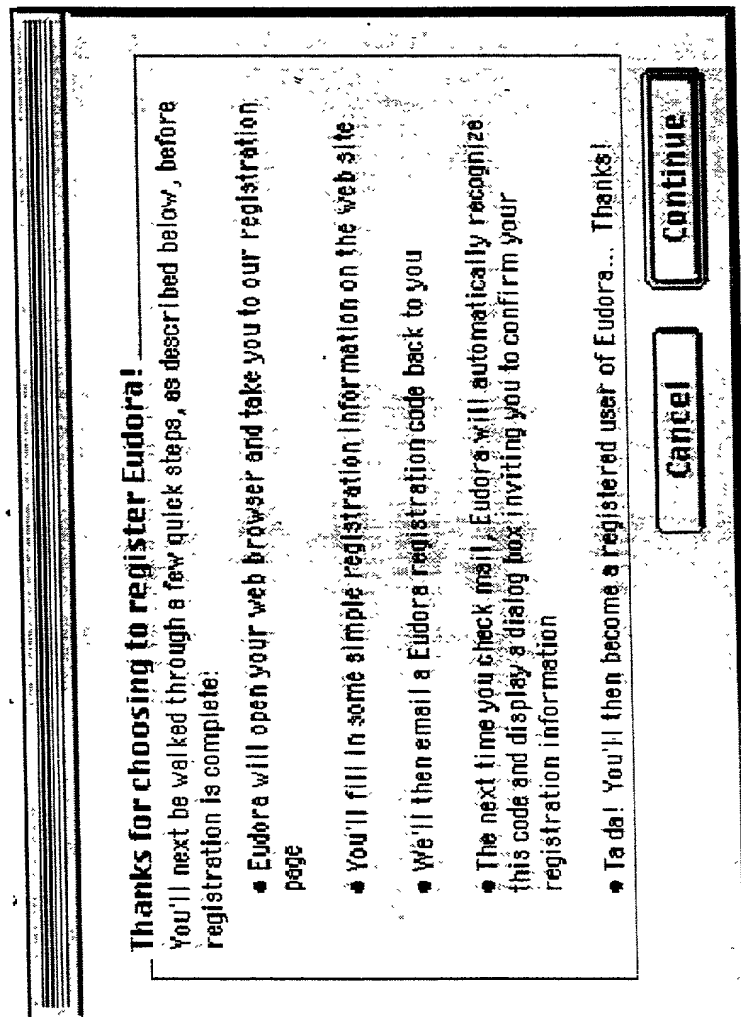 Thanks for choosing to register Eudora!
You'll next be walked through a few quick steps, as described below, before
registration is complete:
• Eudora will open your web browser and take you to our registration
page
• You'll fill in some simple registration information on the web site
• We'll then email a Eudora registration code back to you
• The next time you check mail, Eudora will automatically recognize
this code and display a dialog box inviting you to confirm your
registration information
• Ta da! You'll then become a registered user of Eudora... Thanks!
Cancel
Continue